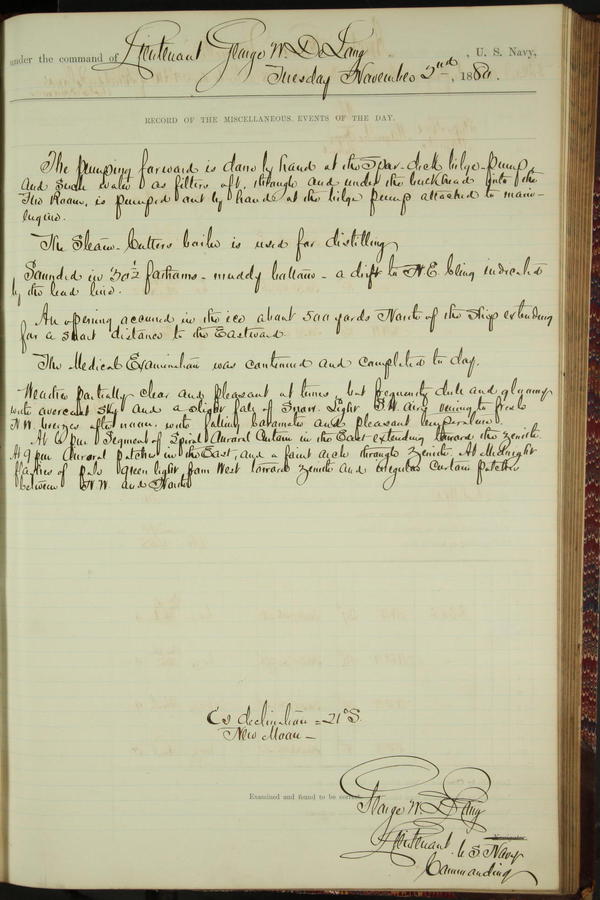 under the command of Lieutenant George W. De Long, U. S. Navy,
Tuesday November 2nd, 1880.
RECORD OF THE MISCELLANEOUS EVENTS OF THE DAY.
The pumping forward is done by hand at the Spar-deck bilge-pump,
and such water as filters aft, through and under the bulkhead into the
Fire Room, is pumped out by hand at the bilge pump attached to main-
engine.
The Steam-Cutters boiler is used for distilling
Sounded in 30 1/2 fathoms - muddy bottom - a drift to N.E. being indicated
by the lead line.
An opening occurred in the ice about 500 yards North of the Ship extending
for a short distance to the Eastward.
The Medical Examination was continued and completed to day.
Weather partially clear and pleasant at times, but frequently dull and gloomy
with overcast sky and a slight fall of Snow. Light S.W. airs veering to fresh
N.W. breezes after noon, with falling barometer and pleasant temperature.
At 6 pm Segment of Spiral Auroral Curtain in the East extending toward the zenith.
At 9 pm Auroral patches in the East, and a faint arch through Zenith. At Midnight
flashes of pale green light from West toward zenith and irregular Curtain patches
between N.W. and North
☾'s declination = 21° S.
New Moon -
Examined and found to be correct.
George W. De Long
Lieutenant U S Navy
Commanding